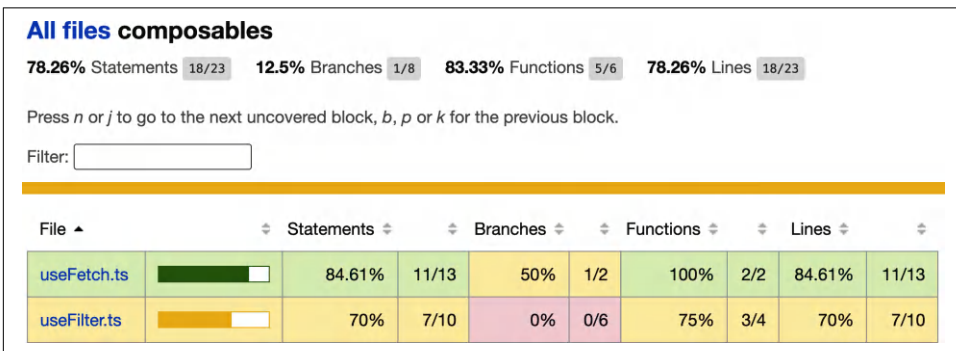 All files composables
78.26% Statements 18/23 12.5% Branches 1/8 83.33% Functions 5/6 78.26% Lines 18/23
Press n or j to go to the next uncovered block, b, p or k for the previous block.
Filter:
File Statements Branches Functions Lines
useFetch.ts 84.61% 11/13 50% 1/2 100% 2/2 84.61% 11/13
useFilter.ts 70% 7/10 0% 0/6 75% 3/4 70% 7/10